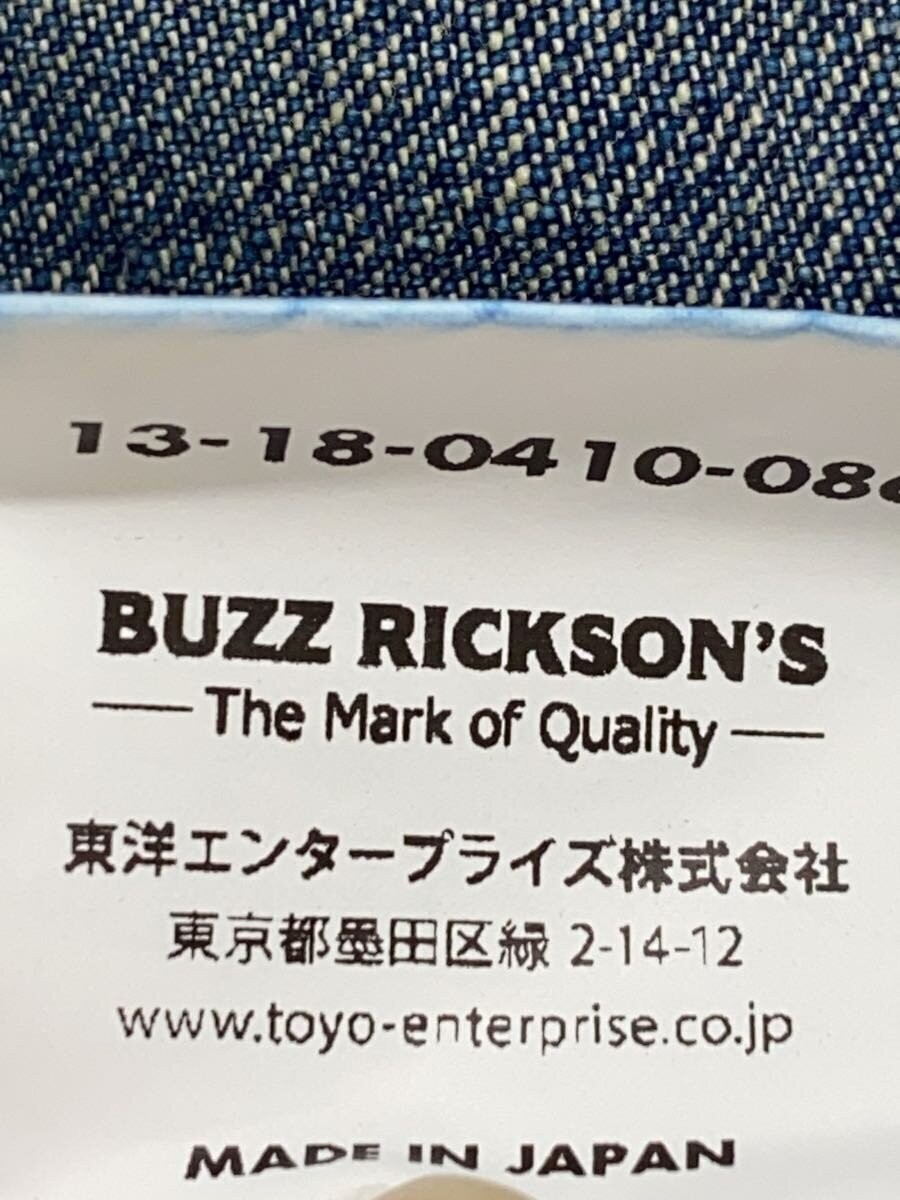 13-18-0410-08
BUZZ RICKSON'S
The Mark of Quality
東洋エンタープライズ株式会社
東京都墨田区緑 2-14-12
www.toyo-enterprise.co.jp
MADE IN JAPAN